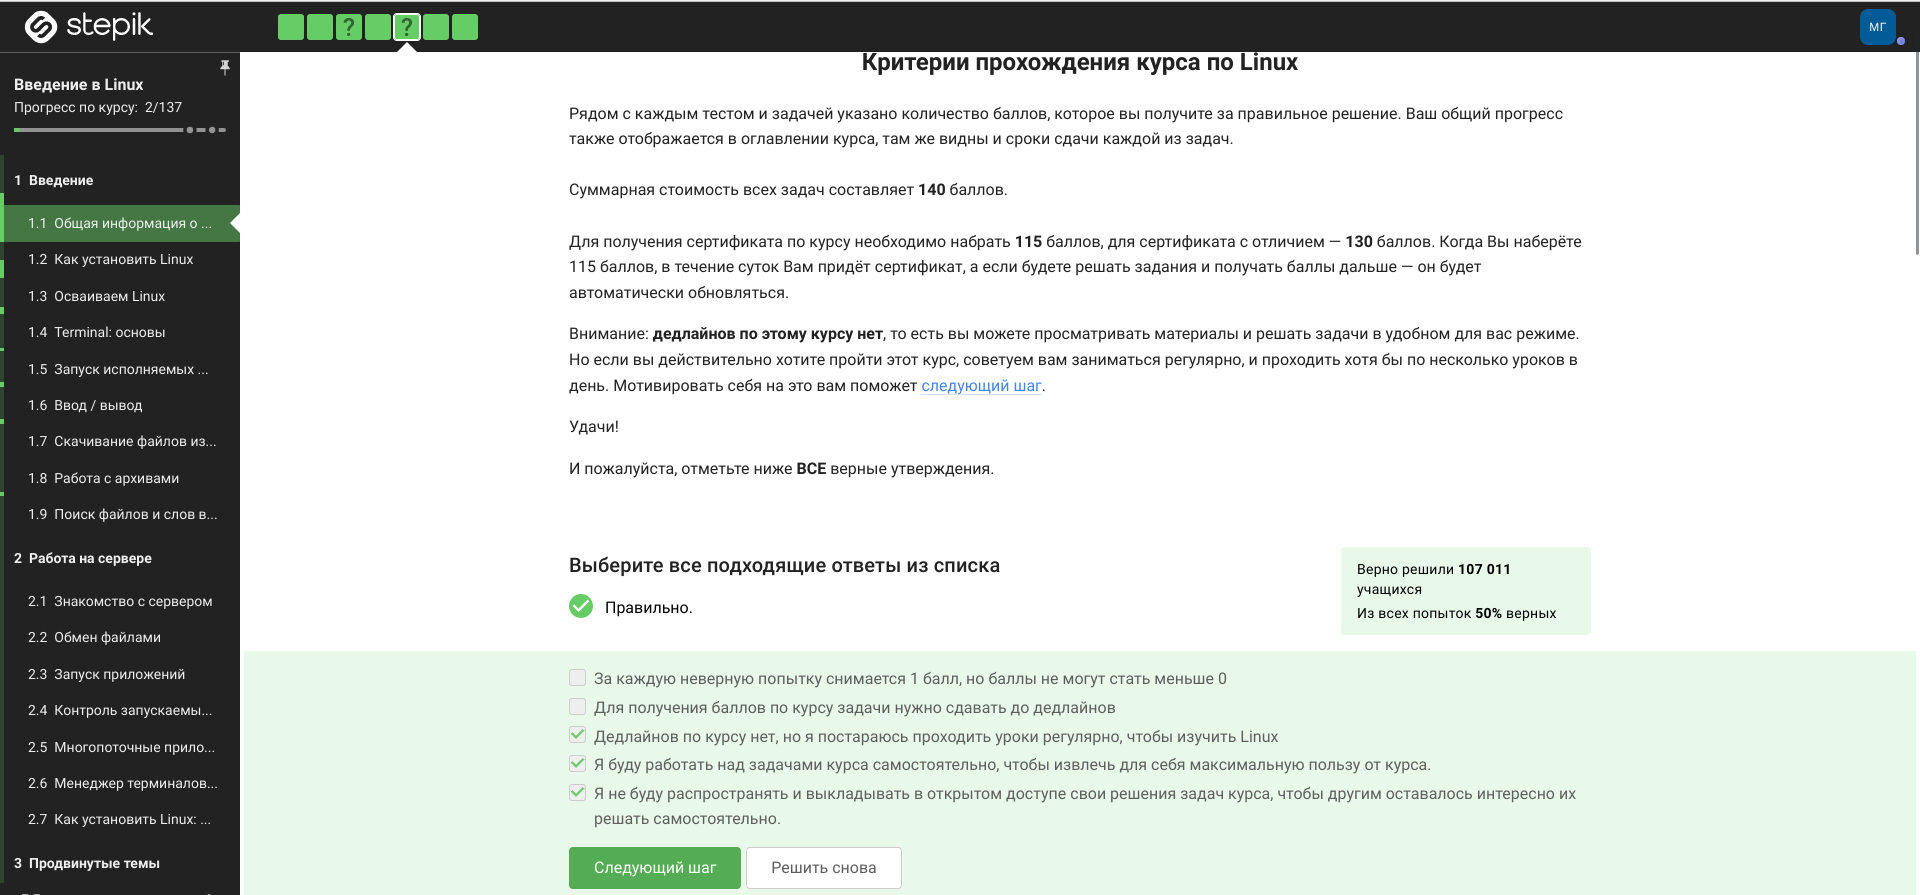 stepik
? ?
МГ
Введение в Linux
Прогресс по курсу: 2/137
1 Введение
1.1 Общая информация о ...
1.2 Как установить Linux
1.3 Осваиваем Linux
1.4 Terminal: основы
1.5 Запуск исполняемых ...
1.6 Ввод / вывод
1.7 Скачивание файлов из...
1.8 Работа с архивами
1.9 Поиск файлов и слов в...
2 Работа на сервере
2.1 Знакомство с сервером
2.2 Обмен файлами
2.3 Запуск приложений
2.4 Контроль запускаемы...
2.5 Многопоточные прило...
2.6 Менеджер терминалов...
2.7 Как установить Linux: ...
3 Продвинутые темы
Критерии прохождения курса по Linux
Рядом с каждым тестом и задачей указано количество баллов, которое вы получите за правильное решение. Ваш общий прогресс
также отображается в оглавлении курса, там же видны и сроки сдачи каждой из задач.
Суммарная стоимость всех задач составляет 140 баллов.
Для получения сертификата по курсу необходимо набрать 115 баллов, для сертификата с отличием — 130 баллов. Когда Вы наберёте
115 баллов, в течение суток Вам придёт сертификат, а если будете решать задания и получать баллы дальше — он будет
автоматически обновляться.
Внимание: дедлайнов по этому курсу нет, то есть вы можете просматривать материалы и решать задачи в удобном для вас режиме.
Но если вы действительно хотите пройти этот курс, советуем вам заниматься регулярно, и проходить хотя бы по несколько уроков в
день. Мотивировать себя на это вам поможет следующий шаг.
Удачи!
И пожалуйста, отметьте ниже ВСЕ верные утверждения.
Выберите все подходящие ответы из списка
Правильно.
Верно решили 107 011
учащихся
Из всех попыток 50% верных
За каждую неверную попытку снимается 1 балл, но баллы не могут стать меньше 0
Для получения баллов по курсу задачи нужно сдавать до дедлайнов
Дедлайнов по курсу нет, но я постараюсь проходить уроки регулярно, чтобы изучить Linux
Я буду работать над задачами курса самостоятельно, чтобы извлечь для себя максимальную пользу от курса.
Я не буду распространять и выкладывать в открытом доступе свои решения задач курса, чтобы другим оставалось интересно их
решать самостоятельно.
Следующий шаг
Решить снова